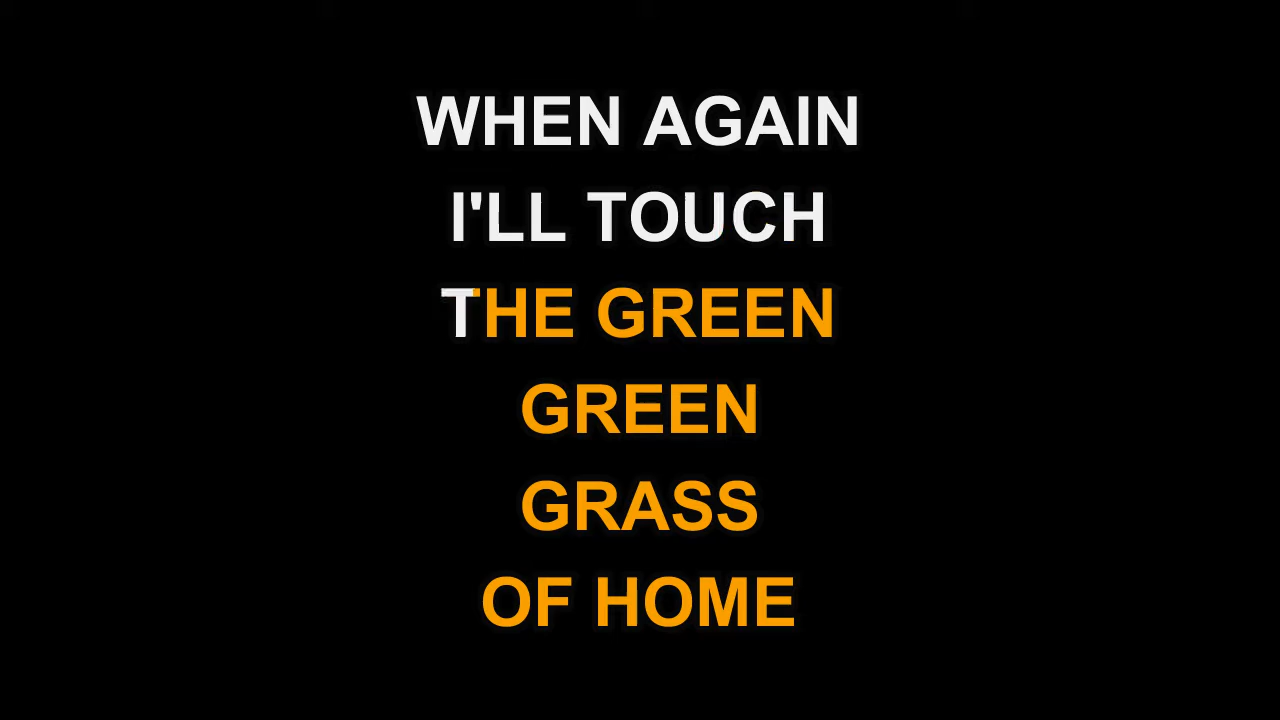 WHEN AGAIN
I'LL TOUCH
THE GREEN
GREEN
GRASS
OF HOME